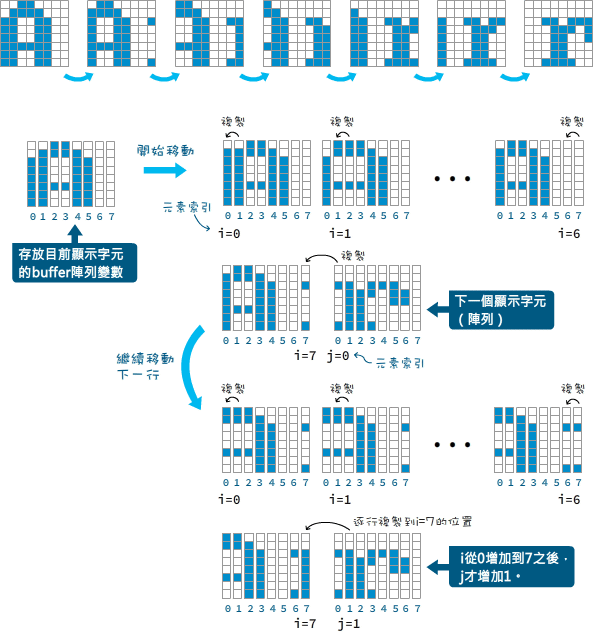 複製
複製
複製
開始移動
0 1 2 3 4 5 6 7
0 1 2 3 4 5 6 7
0 1 2 3 4 5 6 7
0 1 2 3 4 5 6 7
元素索引
i=0
i=1
i=6
存放目前顯示字元
的buffer陣列變數
複製
下一個顯示字元
(陣列)
0 1 2 3 4 5 6 7
0 1 2 3 4 5 6 7
i=7
j=0
元素索引
繼續移動
下一行
複製
複製
複製
0 1 2 3 4 5 6 7
0 1 2 3 4 5 6 7
0 1 2 3 4 5 6 7
i=0
i=1
i=6
逐行複製到i=7的位置
i從0增加到7之後，
j才增加1。
0 1 2 3 4 5 6 7
0 1 2 3 4 5 6 7
i=7
j=1